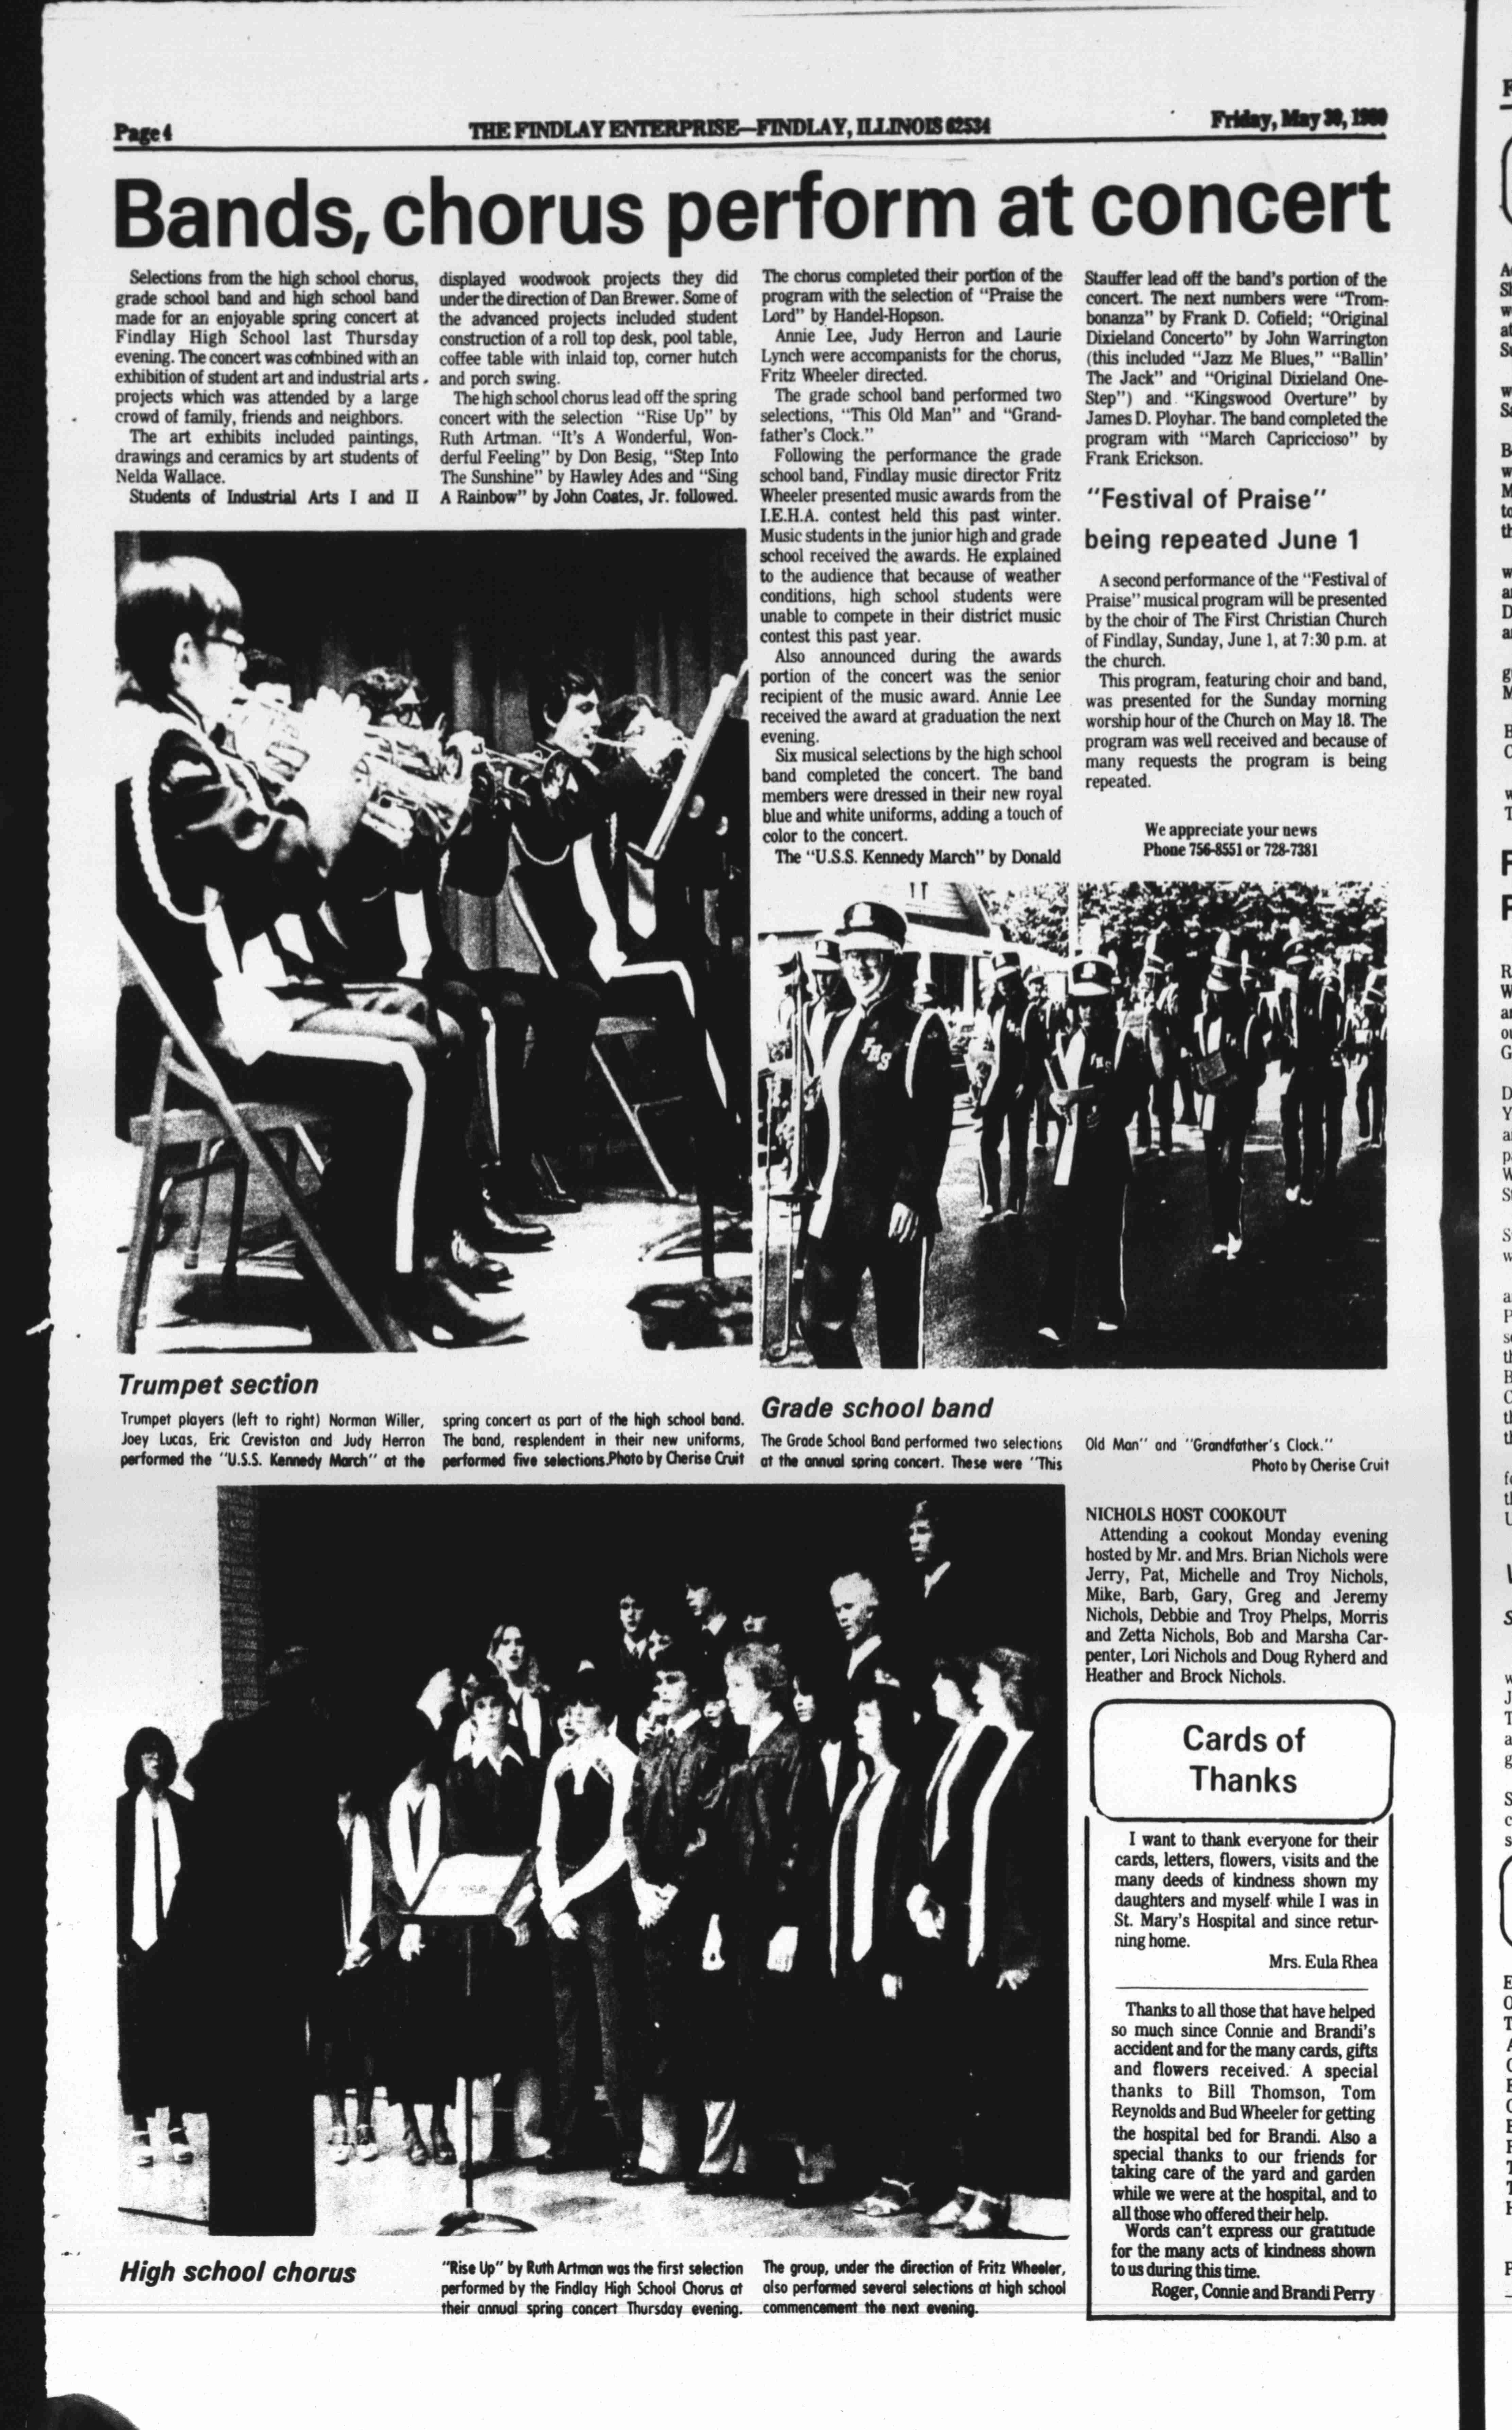 Page 4
THE FINDLAY ENTERPRISE—FINDLAY, ILLINOIS 62534
Friday, May 30, 1980
Bands, chorus perform at concert
Selections from the high school chorus,
grade school band and high school band
made for an enjoyable spring concert at
Findlay High School last Thursday
evening. The concert was combined with an
exhibition of student art and industrial arts
projects which was attended by a large
crowd of family, friends and neighbors.
The art exhibits included paintings,
drawings and ceramics by art students of
Nelda Wallace.
Students of Industrial Arts I and II
displayed woodwook projects they did
under the direction of Dan Brewer. Some of
the advanced projects included student
construction of a roll top desk, pool table,
coffee table with inlaid top, corner hutch
and porch swing.
The high school chorus lead off the spring
concert with the selection "Rise Up" by
Ruth Artman. "It's A Wonderful, Won-
derful Feeling" by Don Besig, "Step Into
The Sunshine" by Hawley Ades and "Sing
A Rainbow" by John Coates, Jr. followed.
The chorus completed their portion of the
program with the selection of "Praise the
Lord" by Handel-Hopson.
Annie Lee, Judy Herron and Laurie
Lynch were accompanists for the chorus,
Fritz Wheeler directed.
The grade school band performed two
selections, "This Old Man" and "Grand-
father's Clock."
Following the performance the grade
school band, Findlay music director Fritz
Wheeler presented music awards from the
I.E.H.A. contest held this past winter.
Music students in the junior high and grade
school received the awards. He explained
to the audience that because of weather
conditions, high school students were
unable to compete in their district music
contest this past year.
Also announced during the awards
portion of the concert was the senior
recipient of the music award. Annie Lee
received the award at graduation the next
evening.
Six musical selections by the high school
band completed the concert. The band
members were dressed in their new royal
blue and white uniforms, adding a touch of
color to the concert.
The "U.S.S. Kennedy March" by Donald
Stauffer lead off the band's portion of the
concert. The next numbers were "Trom-
bonanza" by Frank D. Cofield; "Original
Dixieland Concerto" by John Warrington
(this included "Jazz Me Blues," "Ballin'
The Jack" and "Original Dixieland One-
Step") and "Kingswood Overture" by
James D. Ployhar. The band completed the
program with "March Capriccioso" by
Frank Erickson.
"Festival of Praise"
being repeated June 1
A second performance of the "Festival of
Praise" musical program will be presented
by the choir of The First Christian Church
of Findlay, Sunday, June 1, at 7:30 p.m. at
the church.
This program, featuring choir and band,
was presented for the Sunday morning
worship hour of the Church on May 18. The
program was well received and because of
many requests the program is being
repeated.
We appreciate your news
Phone 756-8551 or 728-7381
FHS
FHS
Trumpet section
Trumpet players (left to right) Norman Willer,
Joey Lucas, Eric Creviston and Judy Herron
performed the "U.S.S. Kennedy March" at the
spring concert as part of the high school band.
The band, resplendent in their new uniforms,
performed five selections.Photo by Cherise Cruit
Grade school band
The Grade School Band performed two selections
at the annual spring concert. These were "This
Old Man" and "Grandfather's Clock."
Photo by Cherise Cruit
NICHOLS HOST COOKOUT
Attending a cookout Monday evening
hosted by Mr. and Mrs. Brian Nichols were
Jerry, Pat, Michelle and Troy Nichols,
Mike, Barb, Gary, Greg and Jeremy
Nichols, Debbie and Troy Phelps, Morris
and Zetta Nichols, Bob and Marsha Car-
penter, Lori Nichols and Doug Ryherd and
Heather and Brock Nichols.
Cards of
Thanks
I want to thank everyone for their
cards, letters, flowers, visits and the
many deeds of kindness shown my
daughters and myself while I was in
St. Mary's Hospital and since retur-
ning home.
Mrs. Eula Rhea
Thanks to all those that have helped
so much since Connie and Brandi's
accident and for the many cards, gifts
and flowers received. A special
thanks to Bill Thomson, Tom
Reynolds and Bud Wheeler for getting
the hospital bed for Brandi. Also a
special thanks to our friends for
taking care of the yard and garden
while we were at the hospital, and to
all those who offered their help.
Words can't express our gratitude
for the many acts of kindness shown
to us during this time.
Roger, Connie and Brandi Perry
High school chorus
"Rise Up" by Ruth Artman was the first selection
performed by the Findlay High School Chorus at
their annual spring concert Thursday evening.
The group, under the direction of Fritz Wheeler,
also performed several selections at high school
commencement the next evening.